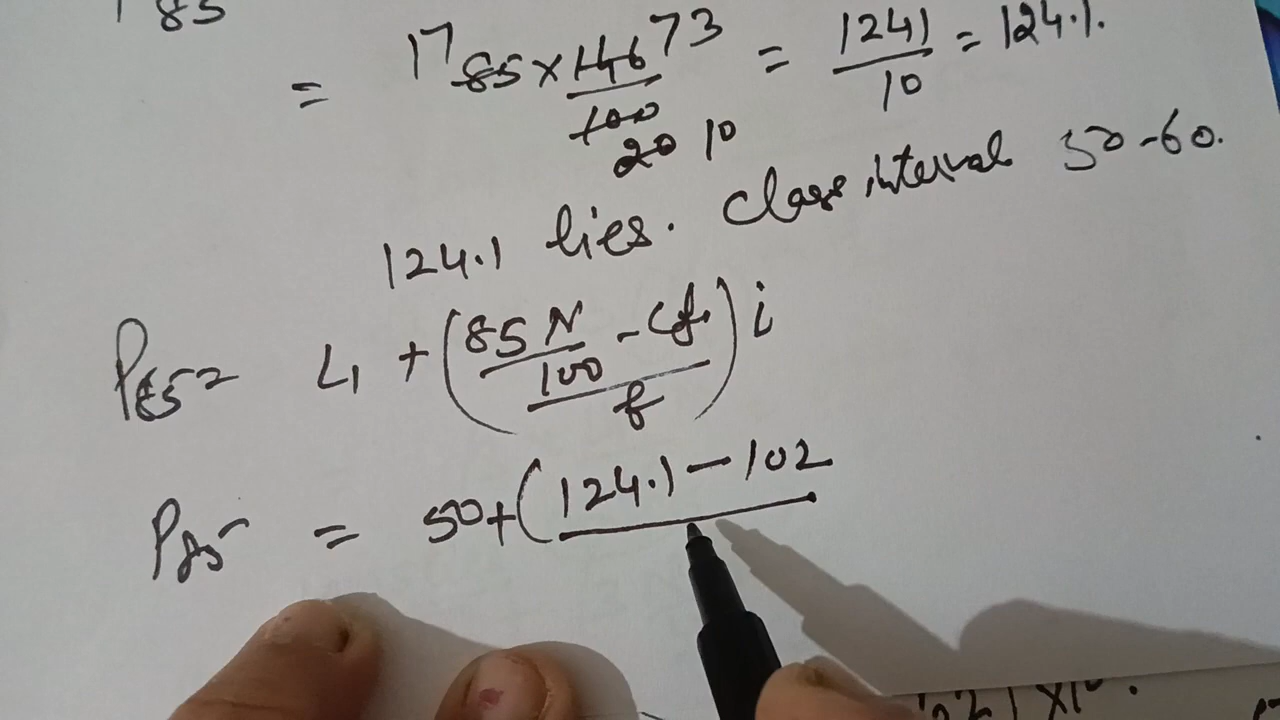 P 85
= 17 85 × 146 73 / 100 20 10 = 1241 / 10 = 124.1.
124.1 lies. Class interval 50-60.
P85 = L1 + (85 N / 100 - cf. / f) i
P85 = 50 + (124.1 - 102